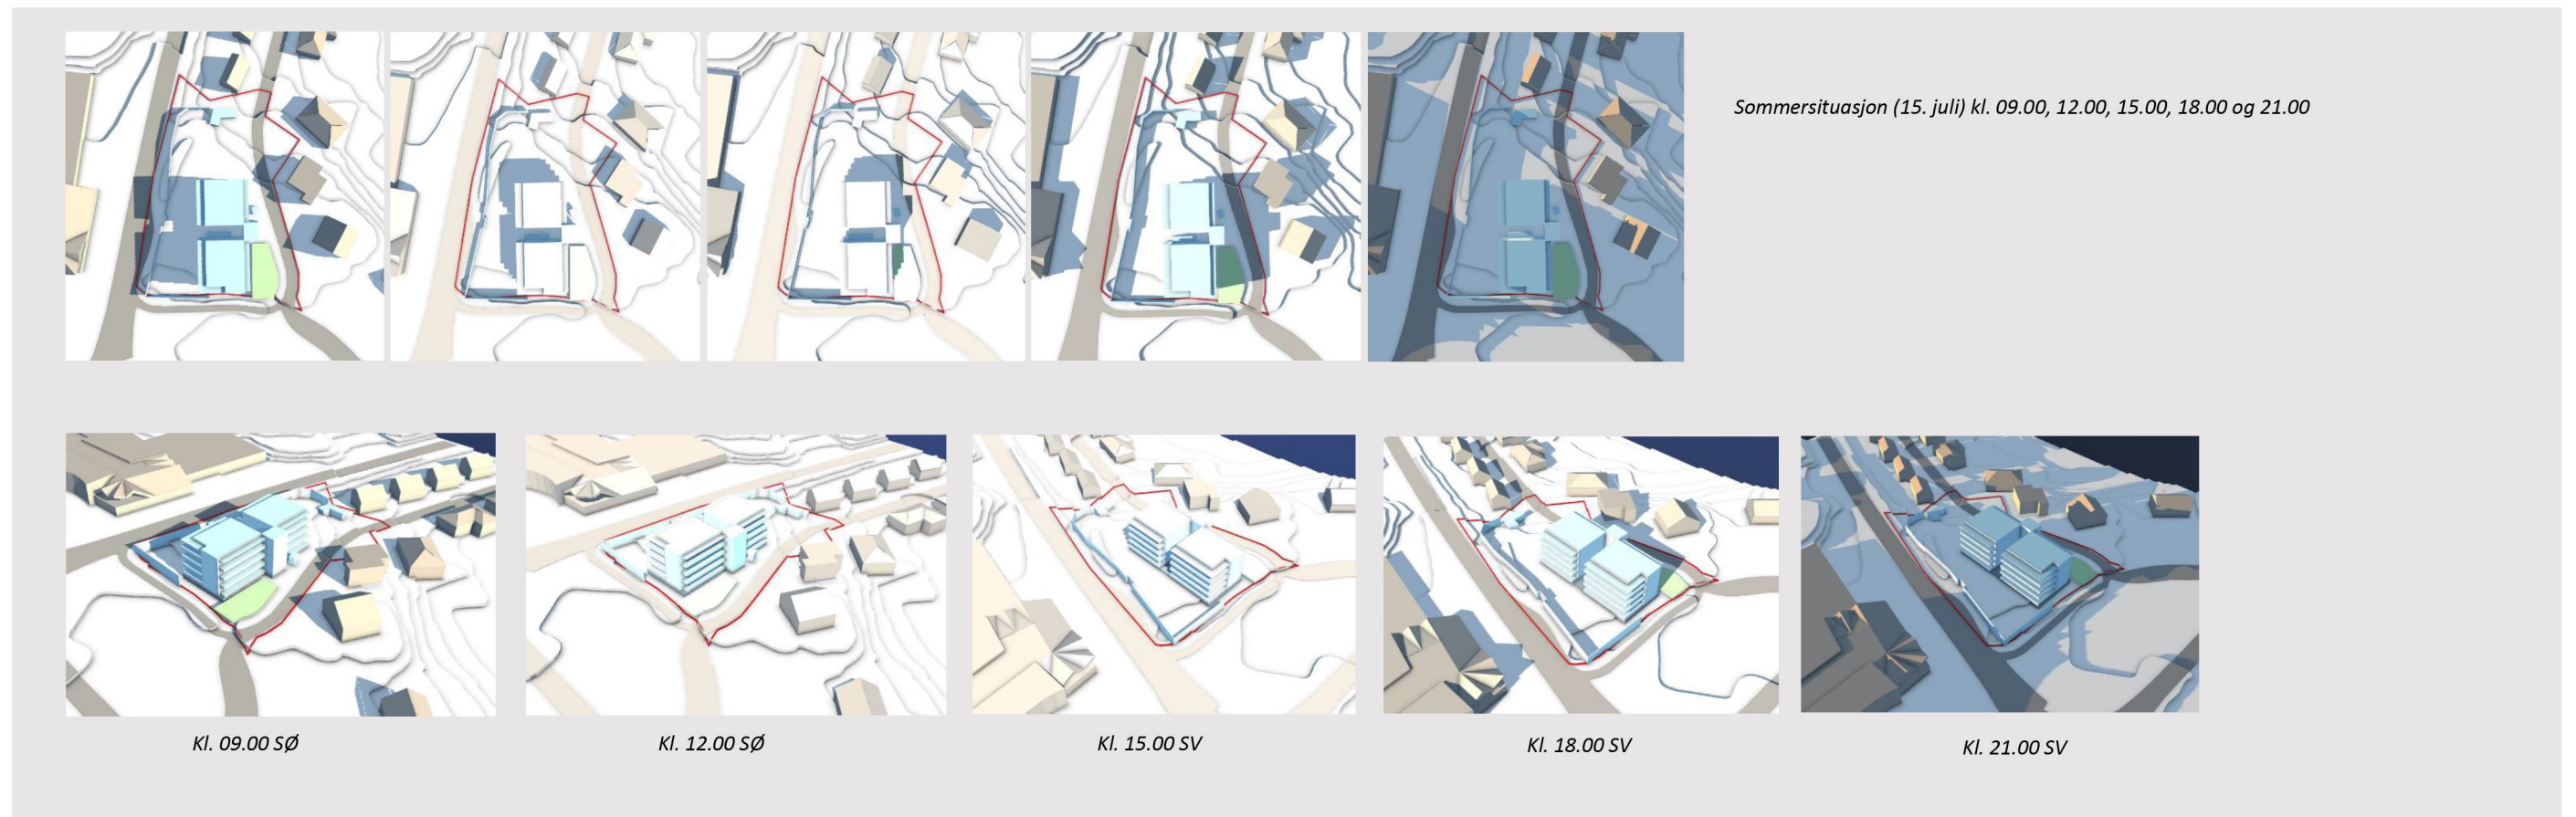 Sommersituasjon (15. juli) kl. 09.00, 12.00, 15.00, 18.00 og 21.00
Kl. 09.00 SØ
Kl. 12.00 SØ
Kl. 15.00 SV
Kl. 18.00 SV
Kl. 21.00 SV